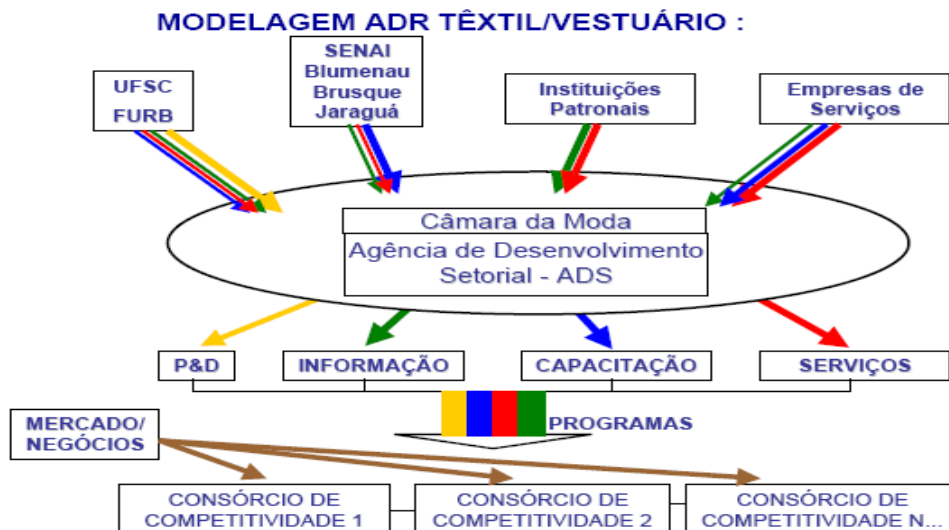 MODELAGEM ADR TÊXTIL/VESTUÁRIO :
UFSC
FURB
SENAI
Blumenau
Brusque
Jaraguá
Instituições
Patronais
Empresas de
Serviços
Câmara da Moda
Agência de Desenvolvimento
Setorial - ADS
P&D
INFORMAÇÃO
CAPACITAÇÃO
SERVIÇOS
PROGRAMAS
MERCADO/
NEGÓCIOS
CONSÓRCIO DE
COMPETITIVIDADE 1
CONSÓRCIO DE
COMPETITIVIDADE 2
CONSÓRCIO DE
COMPETITIVIDADE N...